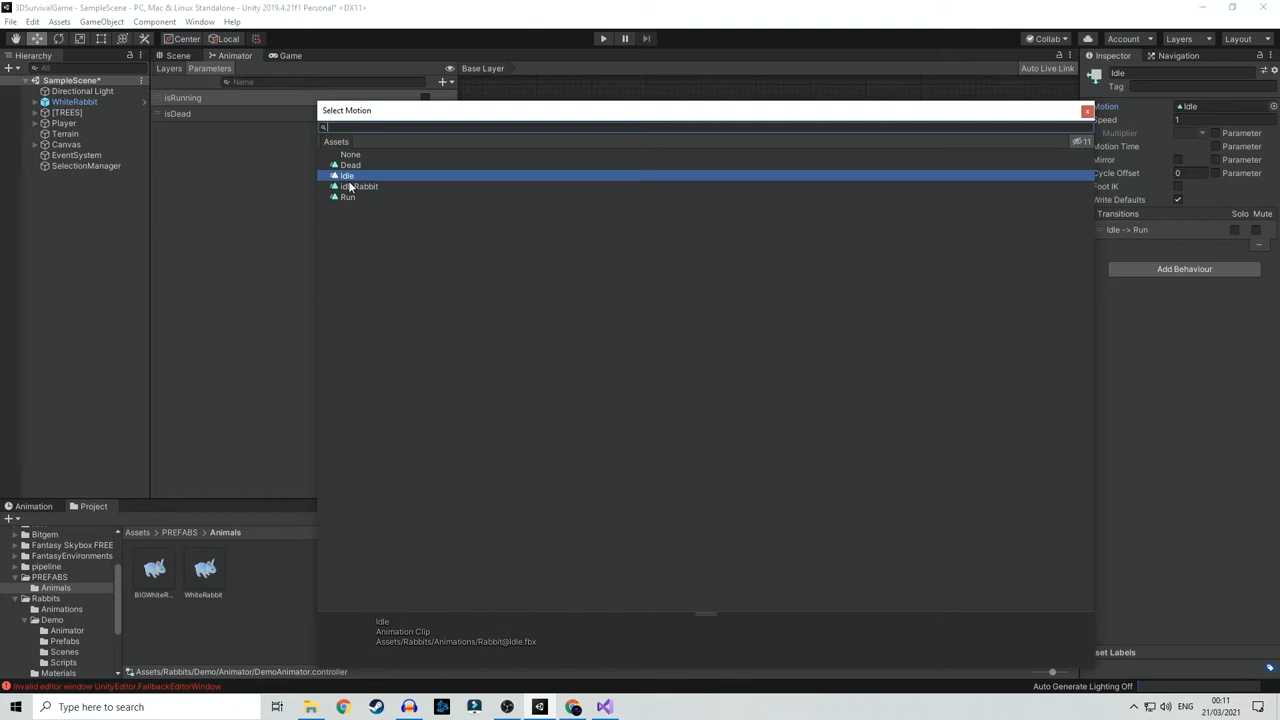 3DSurvivalGame - SampleScene - PC, Mac & Linux Standalone - Unity 2019.4.21f1 Personal* <DX11>
File Edit Assets GameObject Component Window Help
Center Local Collab Account Layers Layout
Hierarchy Scene Animator Game Inspector Navigation
All Layers Parameters Base Layer Auto Live Link Idle
Name Tag
SampleScene*
Directional Light
WhiteRabbit
[TREES]
Player
Terrain
Canvas
EventSystem
SelectionManager
isRunning
isDead
Select Motion
Assets 11
None
Dead
Idle
Run
Motion Idle
Speed 1
Multiplier Parameter
Motion Time Parameter
Mirror Parameter
Cycle Offset 0 Parameter
Foot IK
Write Defaults
Transitions Solo Mute
Idle -> Run
Add Behaviour
Animation Project
Assets > PREFABS > Animals
Bitgem
Fantasy Skybox FREE
FantasyEnvironments
pipeline
PREFABS
Animals
Rabbits
Animations
Demo
Animator
Prefabs
Scenes
Scripts
Materials
BIGWhiteR... WhiteRabbit
Idle
Animation Clip
Assets/Rabbits/Animations/Rabbit@Idle.fbx
Asset Labels
Assets/Rabbits/Demo/Animator/DemoAnimator.controller
Invalid editor window UnityEditor.FallbackEditorWindow
Auto Generate Lighting Off
Type here to search
00:11
21/03/2021